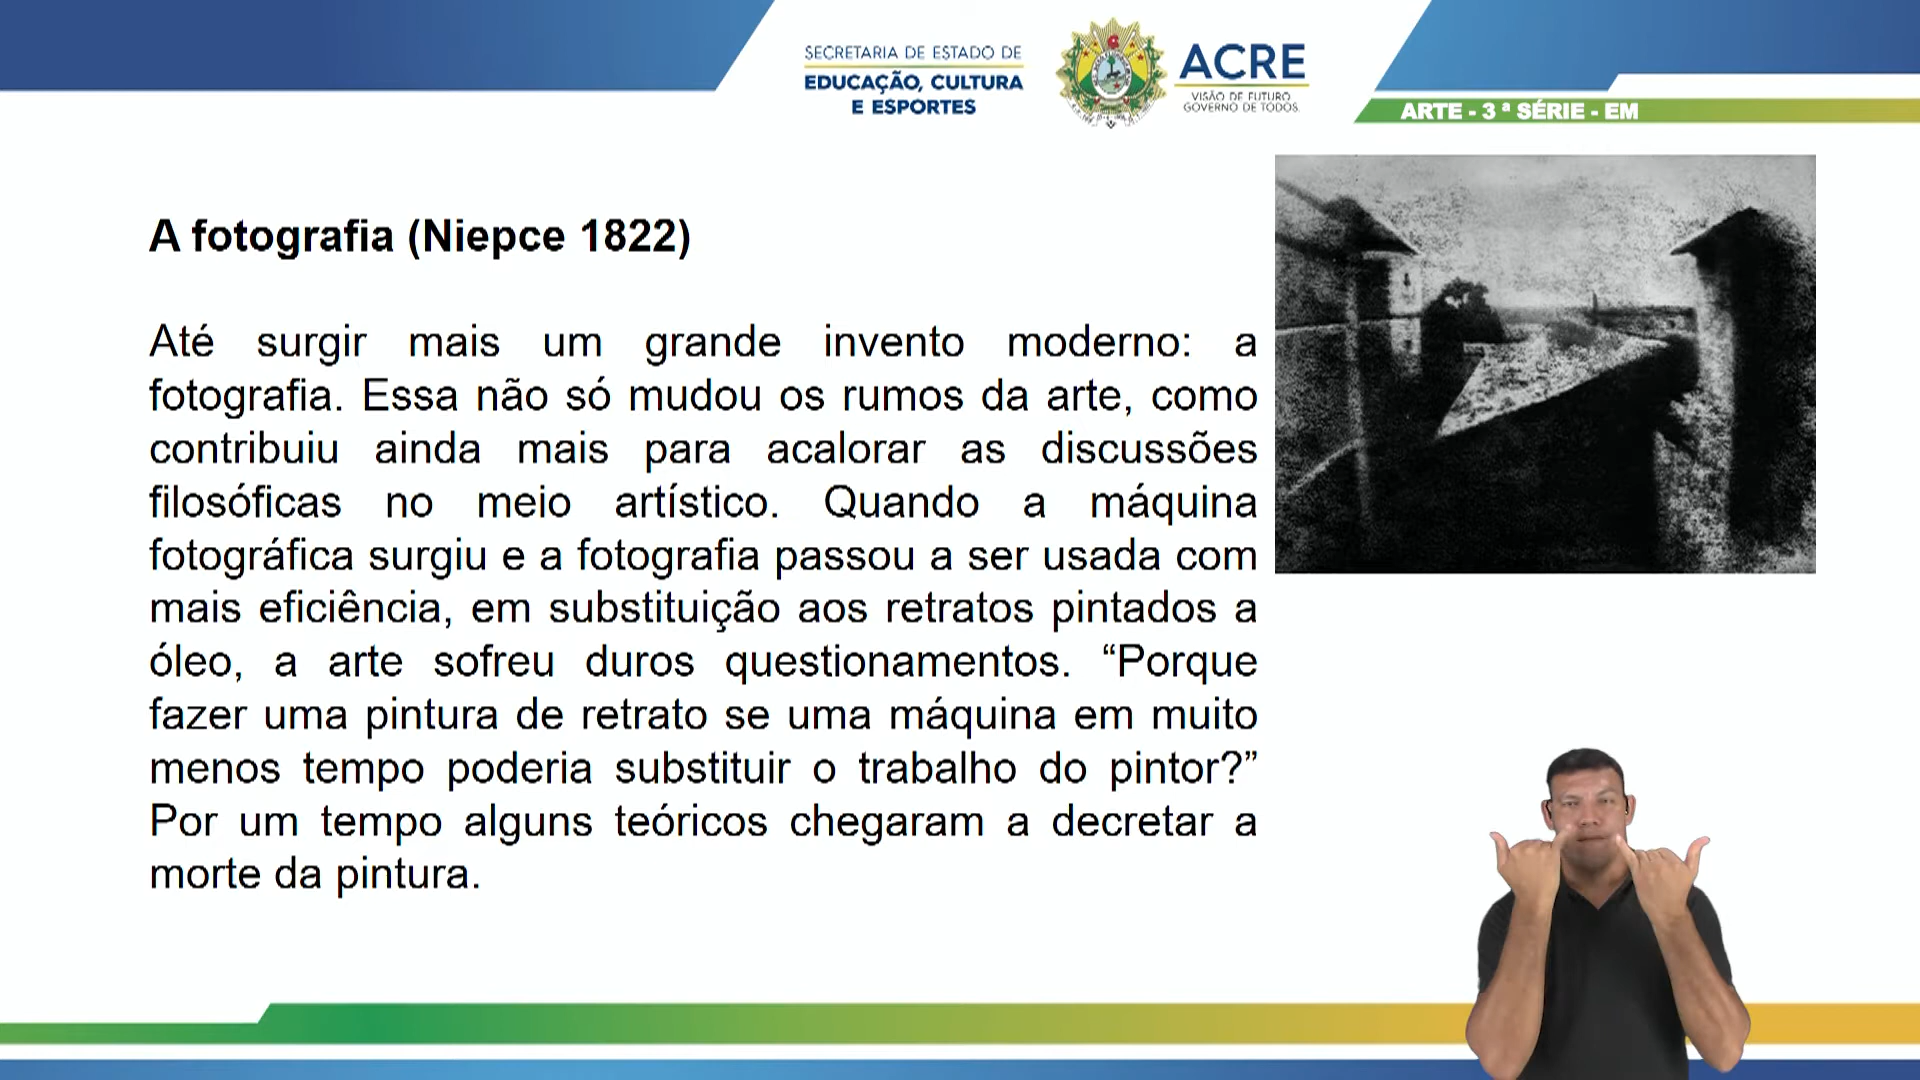 SECRETARIA DE ESTADO DE
EDUCAÇÃO, CULTURA
E ESPORTES
ACRE
VISÃO DE FUTURO
GOVERNO DE TODOS.
ARTE - 3 ª SÉRIE - EM
A fotografia (Niepce 1822)
Até surgir mais um grande invento moderno: a
fotografia. Essa não só mudou os rumos da arte, como
contribuiu ainda mais para acalorar as discussões
filosóficas no meio artístico. Quando a máquina
fotográfica surgiu e a fotografia passou a ser usada com
mais eficiência, em substituição aos retratos pintados a
óleo, a arte sofreu duros questionamentos. “Porque
fazer uma pintura de retrato se uma máquina em muito
menos tempo poderia substituir o trabalho do pintor?”
Por um tempo alguns teóricos chegaram a decretar a
morte da pintura.